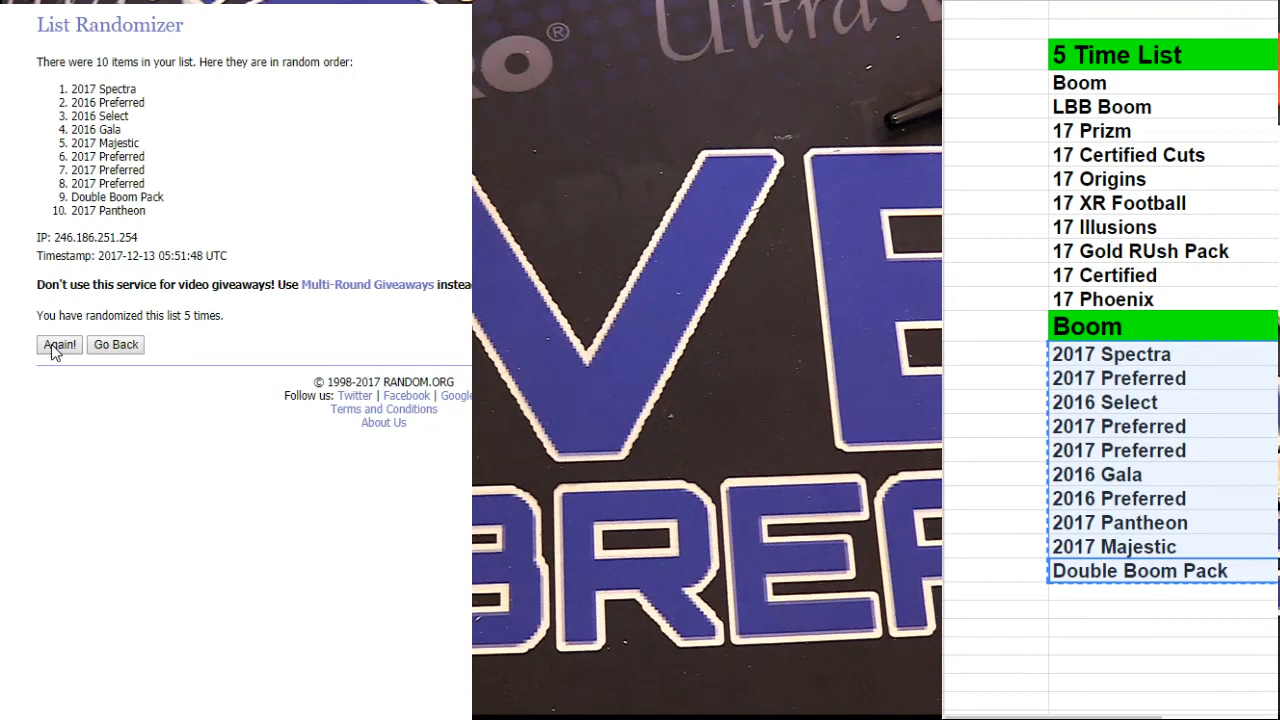 List Randomizer
There were 10 items in your list. Here they are in random order:
1. 2017 Spectra
2. 2016 Preferred
3. 2016 Select
4. 2016 Gala
5. 2017 Majestic
6. 2017 Preferred
7. 2017 Preferred
8. 2017 Preferred
9. Double Boom Pack
10. 2017 Pantheon
IP: 246.186.251.254
Timestamp: 2017-12-13 05:51:48 UTC
Don't use this service for video giveaways! Use Multi-Round Giveaways instea
You have randomized this list 5 times.
Again! Go Back
© 1998-2017 RANDOM.ORG
Follow us: Twitter | Facebook | Google
Terms and Conditions
About Us
RO® Ultra
VE
BREA
5 Time List
Boom
LBB Boom
17 Prizm
17 Certified Cuts
17 Origins
17 XR Football
17 Illusions
17 Gold RUsh Pack
17 Certified
17 Phoenix
Boom
2017 Spectra
2017 Preferred
2016 Select
2017 Preferred
2017 Preferred
2016 Gala
2016 Preferred
2017 Pantheon
2017 Majestic
Double Boom Pack